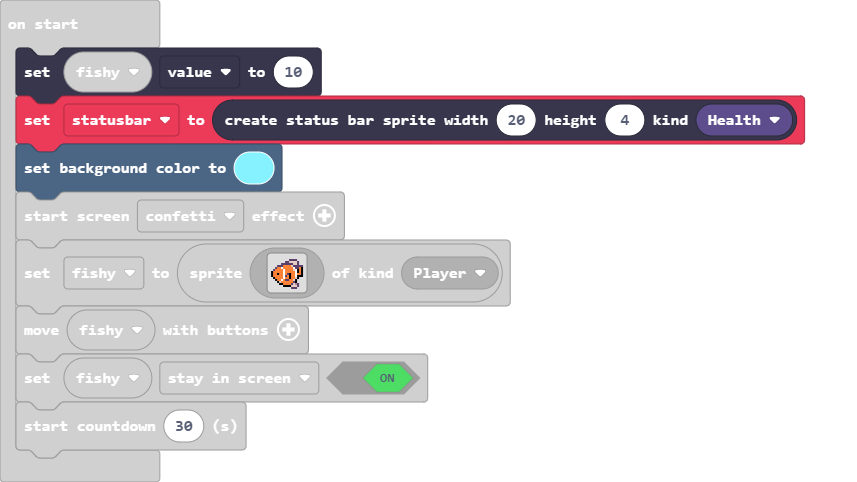 on start
set fishy value to 10
set statusbar to create status bar sprite width 20 height 4 kind Health
set background color to
start screen confetti effect
set fishy to sprite of kind Player
move fishy with buttons
set fishy stay in screen ON
start countdown 30 (s)